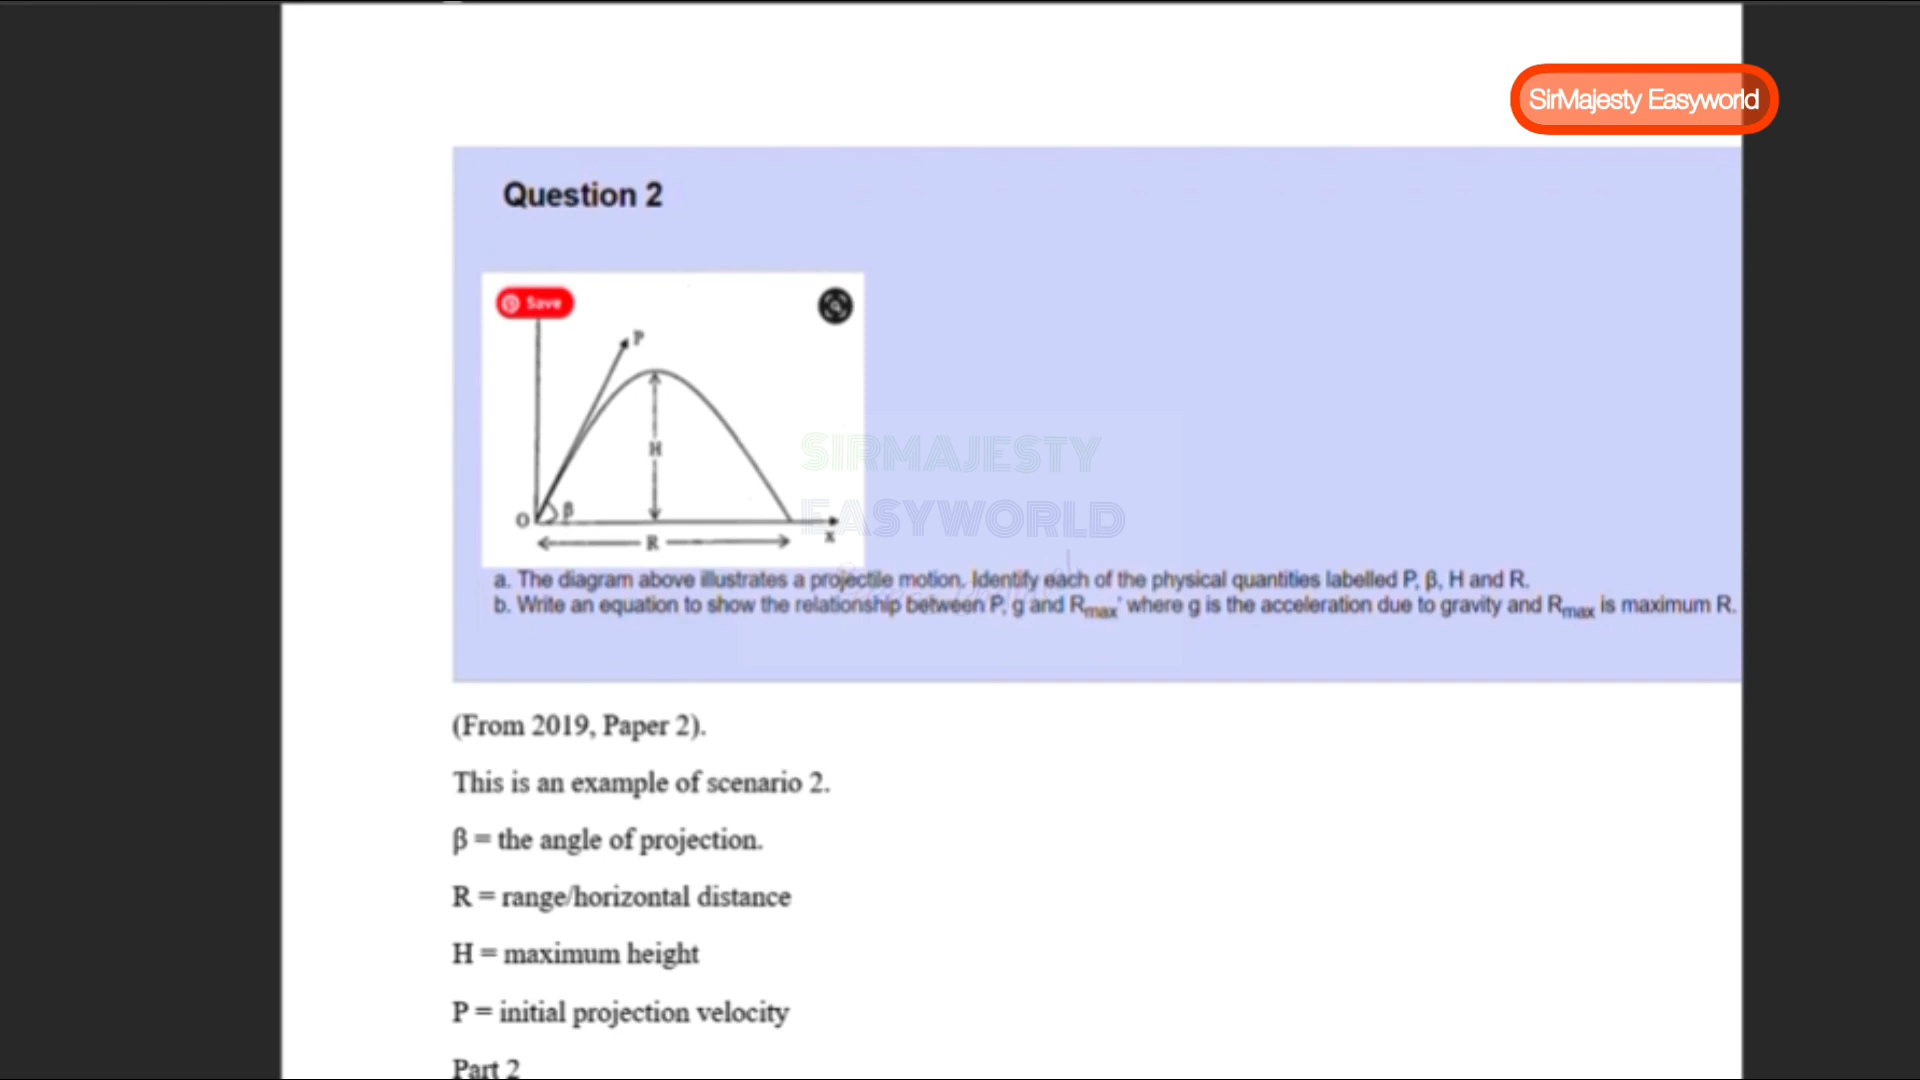 SirMajesty Easyworld
Question 2
Save
P
H
O
β
R
x
SIRMAJESTY
EASYWORLD
a. The diagram above illustrates a projectile motion. Identify each of the physical quantities labelled P, β, H and R.
b. Write an equation to show the relationship between P, g and Rmax' where g is the acceleration due to gravity and Rmax is maximum R.
(From 2019, Paper 2).
This is an example of scenario 2.
β = the angle of projection.
R = range/horizontal distance
H = maximum height
P = initial projection velocity
Part 2